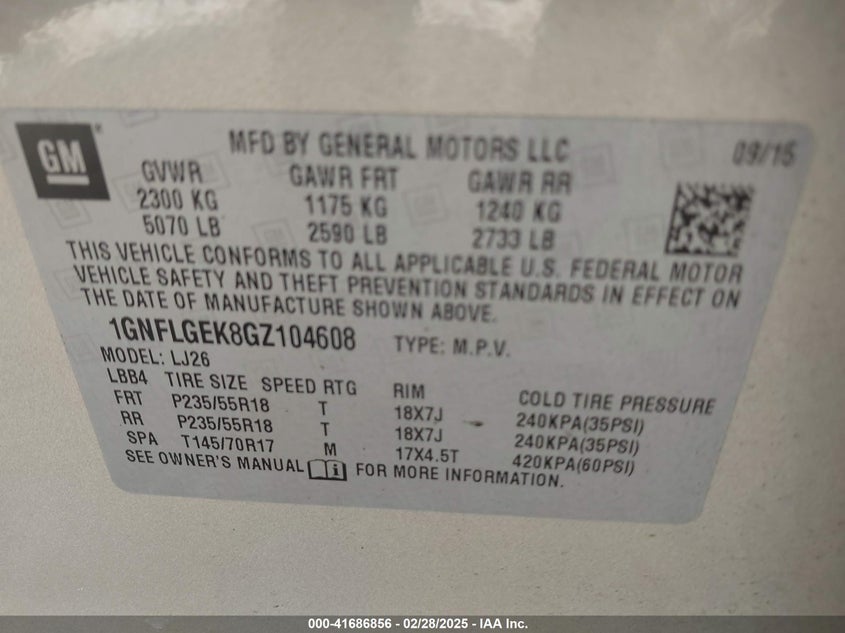 GM
MFD BY GENERAL MOTORS LLC 09/15
GVWR GAWR FRT GAWR RR
2300 KG 1175 KG 1240 KG
5070 LB 2590 LB 2733 LB
THIS VEHICLE CONFORMS TO ALL APPLICABLE U.S. FEDERAL MOTOR
VEHICLE SAFETY AND THEFT PREVENTION STANDARDS IN EFFECT ON
THE DATE OF MANUFACTURE SHOWN ABOVE.
1GNFLGEK8GZ104608 TYPE: M.P.V.
MODEL: LJ26
LBB4 TIRE SIZE SPEED RTG RIM COLD TIRE PRESSURE
FRT P235/55R18 T 18X7J 240KPA(35PSI)
RR P235/55R18 T 18X7J 240KPA(35PSI)
SPA T145/70R17 M 17X4.5T 420KPA(60PSI)
SEE OWNER'S MANUAL FOR MORE INFORMATION.
000-41686856 - 02/28/2025 - IAA Inc.